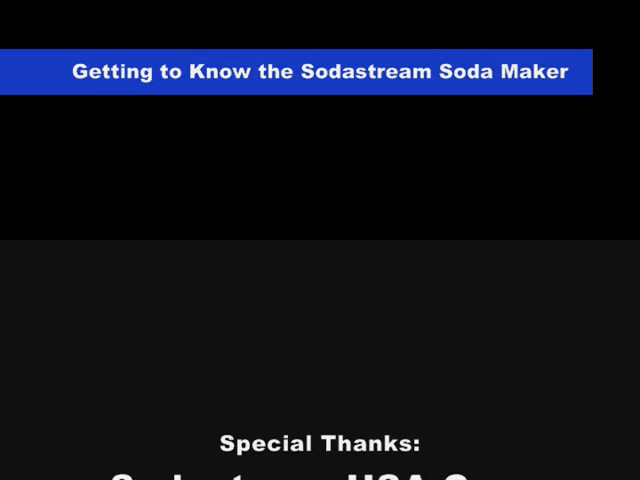 Getting to Know the Sodastream Soda Maker
Special Thanks: